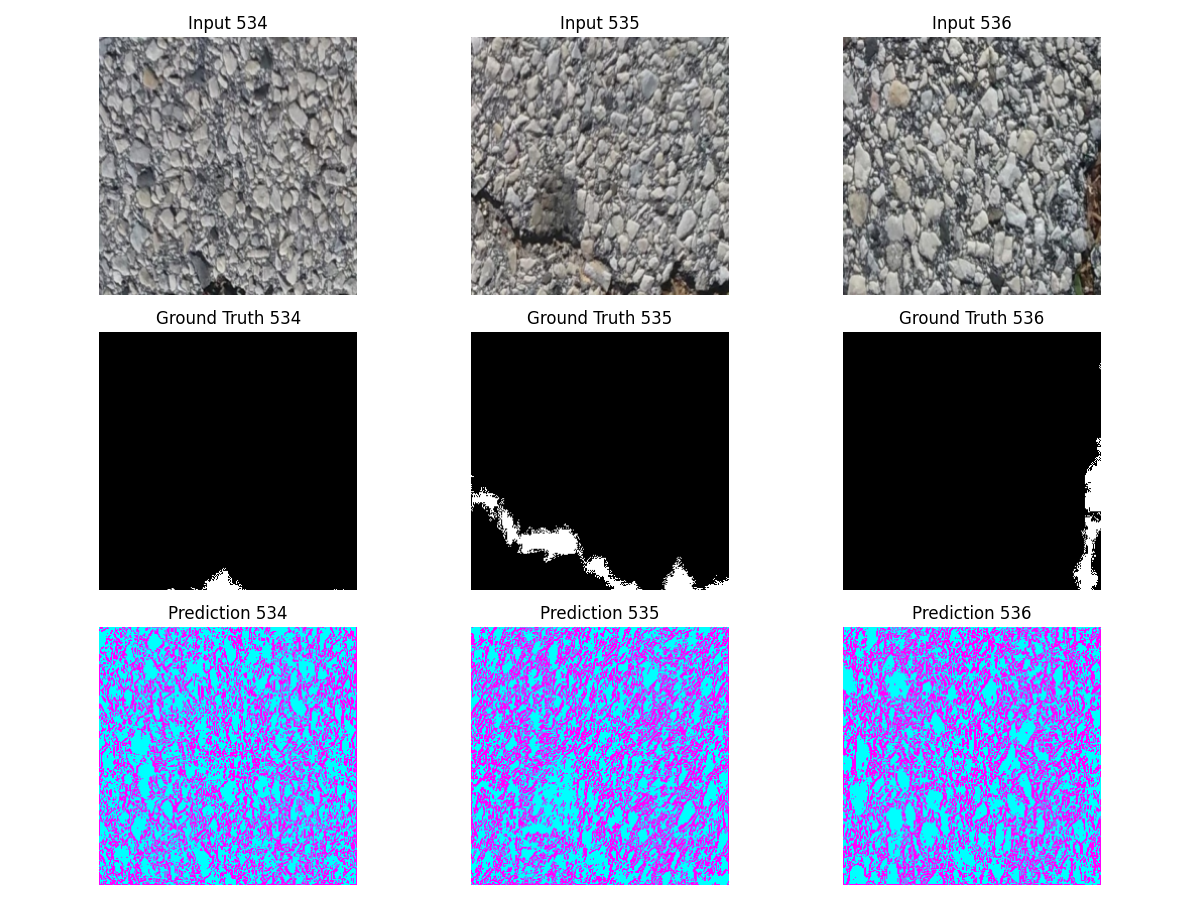 Input 534
Input 535
Input 536
Ground Truth 534
Ground Truth 535
Ground Truth 536
Prediction 534
Prediction 535
Prediction 536